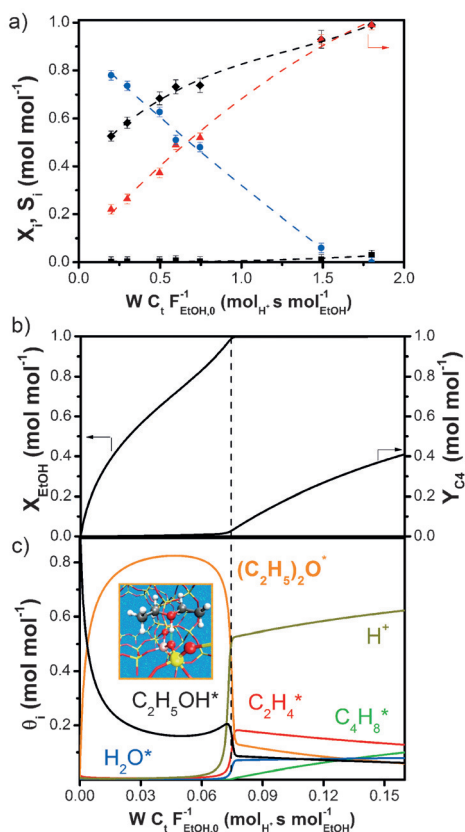 a)
1.0
0.8
0.6
0.4
0.2
0.0
X_i, S_i (mol mol⁻¹)
0.0 0.5 1.0 1.5 2.0
W C_t F⁻¹_EtOH,0 (mol_H⁺ s mol⁻¹_EtOH)
b)
1.0
0.8
0.6
0.4
0.2
0.0
X_EtOH (mol mol⁻¹)
1.0
0.8
0.6
0.4
0.2
0.0
Y_C4 (mol mol⁻¹)
c)
0.8
0.6
0.4
0.2
θ_i (mol mol⁻¹)
(C₂H₅)₂O*
H⁺
C₂H₅OH*
C₂H₄*
C₄H₈*
H₂O*
0.00 0.03 0.06 0.09 0.12 0.15
W C_t F⁻¹_EtOH,0 (mol_H⁺ s mol⁻¹_EtOH)